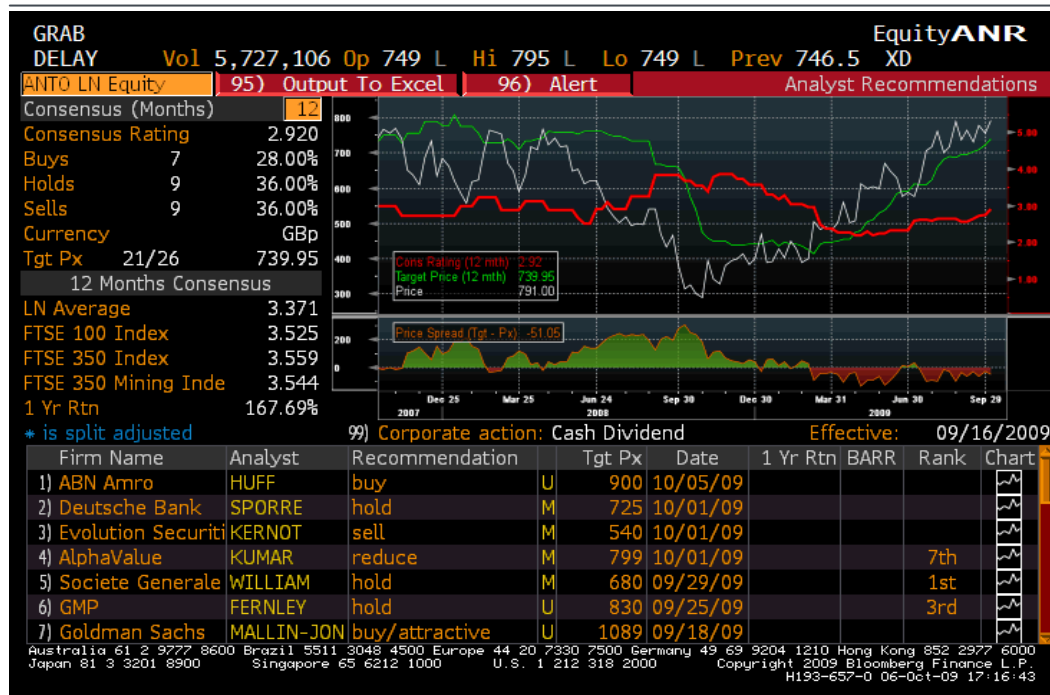 GRAB EquityANR
DELAY Vol 5,727,106 Op 749 L Hi 795 L Lo 749 L Prev 746.5 XD
ANTO LN Equity 95) Output To Excel 96) Alert Analyst Recommendations
Consensus (Months) 12
Consensus Rating 2.920
Buys 7 28.00%
Holds 9 36.00%
Sells 9 36.00%
Currency GBp
Tgt Px 21/26 739.95
12 Months Consensus
LN Average 3.371
FTSE 100 Index 3.525
FTSE 350 Index 3.559
FTSE 350 Mining Inde 3.544
1 Yr Rtn 167.69%
800
700
600
500
400
300
5.00
4.00
3.00
2.00
1.00
Cons Rating (12 mth) 2.92
Target Price (12 mth) 739.95
Price 791.00
200
0
Price Spread (Tgt - Px) -51.05
Dec 25 Mar 25 Jun 24 Sep 30 Dec 30 Mar 31 Jun 30 Sep 29
2007 2008 2009
* is split adjusted 99) Corporate action: Cash Dividend Effective: 09/16/2009
Firm Name Analyst Recommendation Tgt Px Date 1 Yr Rtn BARR Rank Chart
1) ABN Amro HUFF buy U 900 10/05/09
2) Deutsche Bank SPORRE hold M 725 10/01/09
3) Evolution Securiti KERNOT sell M 540 10/01/09
4) AlphaValue KUMAR reduce M 799 10/01/09 7th
5) Societe Generale WILLIAM hold M 680 09/29/09 1st
6) GMP FERNLEY hold U 830 09/25/09 3rd
7) Goldman Sachs MALLIN-JON buy/attractive U 1089 09/18/09
Australia 61 2 9777 8600 Brazil 5511 3048 4500 Europe 44 20 7330 7500 Germany 49 69 9204 1210 Hong Kong 852 2977 6000
Japan 81 3 3201 8900 Singapore 65 6212 1000 U.S. 1 212 318 2000 Copyright 2009 Bloomberg Finance L.P.
H193-657-0 06-Oct-09 17:16:43